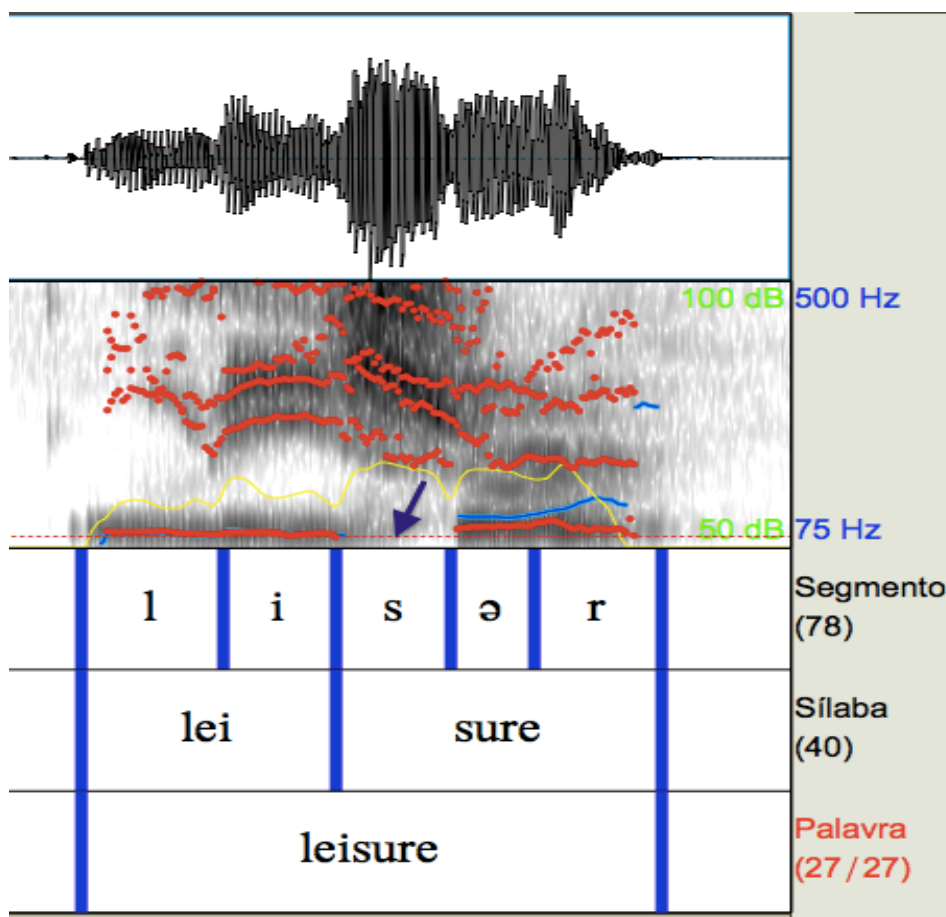 100 dB 500 Hz
50 dB 75 Hz
l i s ə r Segmento
(78)
lei sure Sílaba
(40)
leisure Palavra
(27/27)